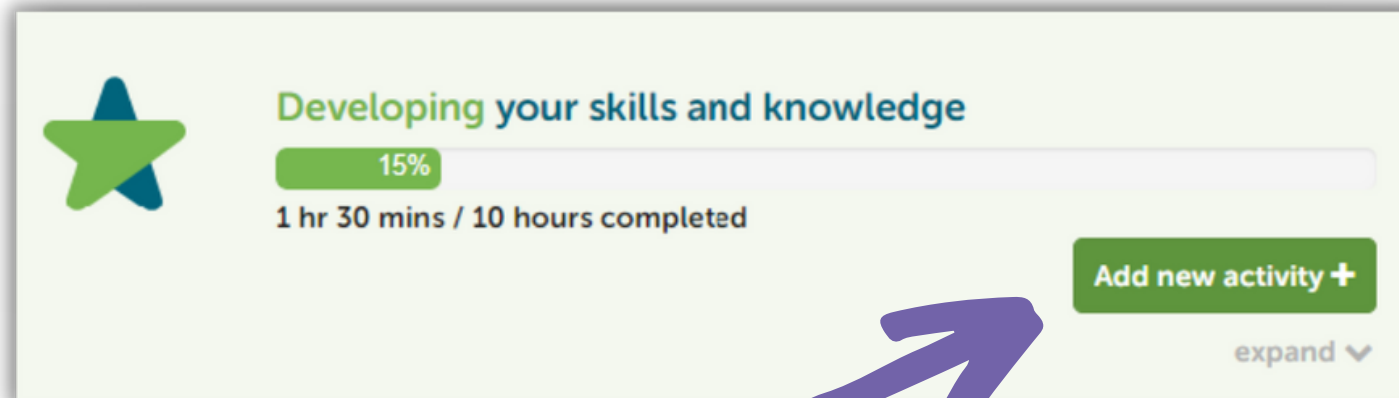 Developing your skills and knowledge
15%
1 hr 30 mins / 10 hours completed
Add new activity +
expand